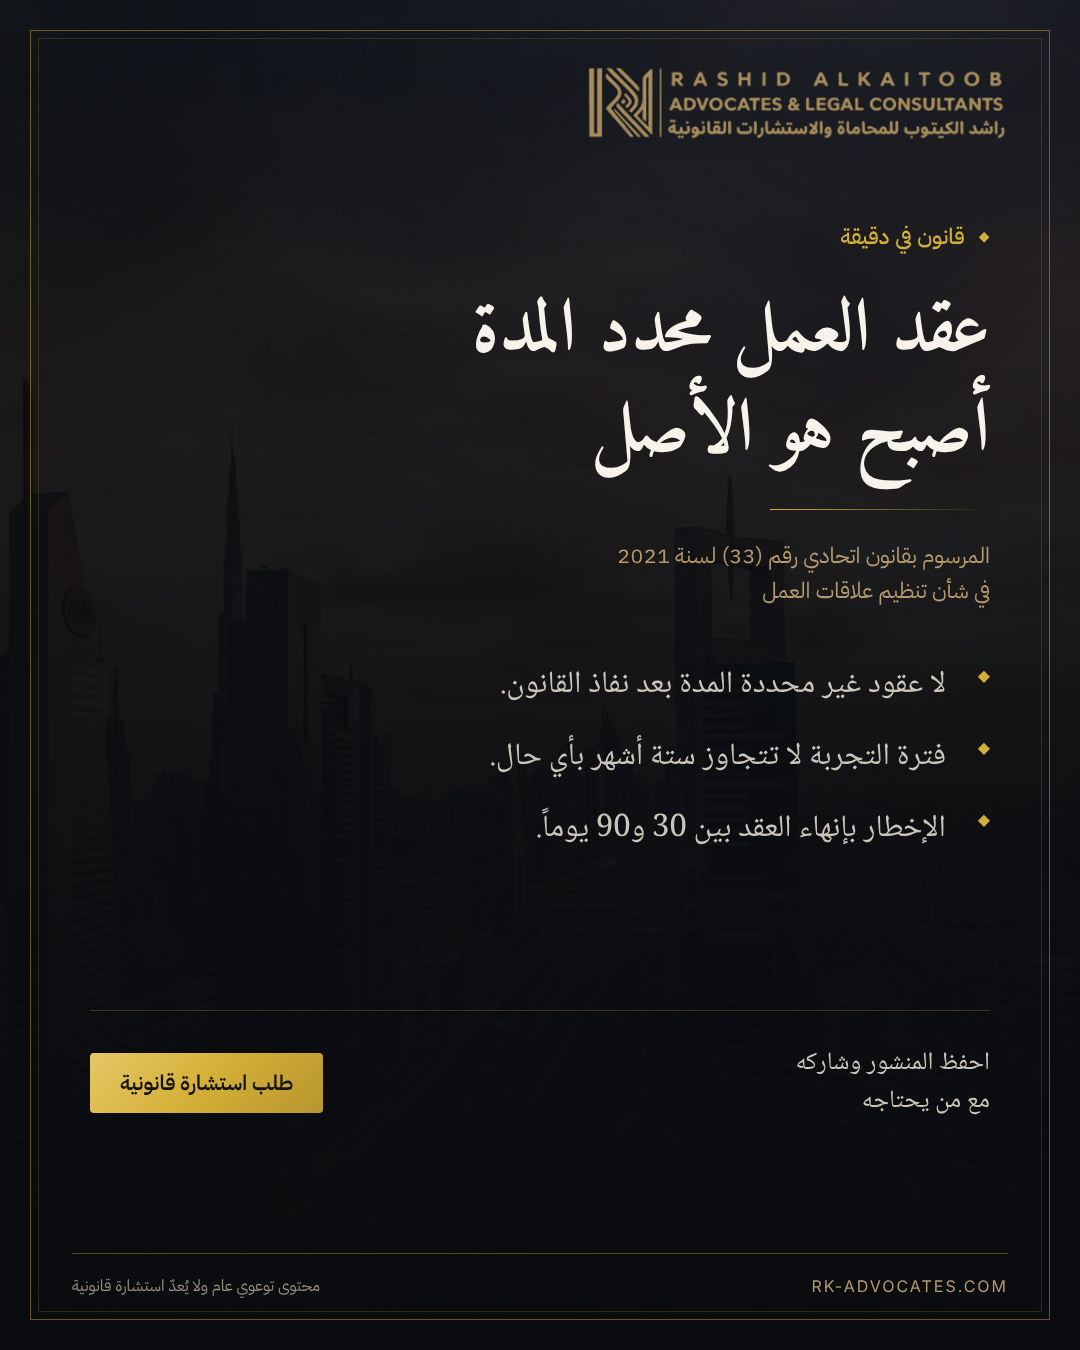 RASHID ALKAITOOB
ADVOCATES & LEGAL CONSULTANTS
راشد الكيتوب للمحاماة والاستشارات القانونية
قانون في دقيقة
عقد العمل محدد المدة
أصبح هو الأصل
المرسوم بقانون اتحادي رقم (33) لسنة 2021
في شأن تنظيم علاقات العمل
لا عقود غير محددة المدة بعد نفاذ القانون.
فترة التجربة لا تتجاوز ستة أشهر بأي حال.
الإخطار بإنهاء العقد بين 30 و90 يوماً.
احفظ المنشور وشاركه
مع من يحتاجه
طلب استشارة قانونية
RK-ADVOCATES.COM
محتوى توعوي عام ولا يُعدّ استشارة قانونية